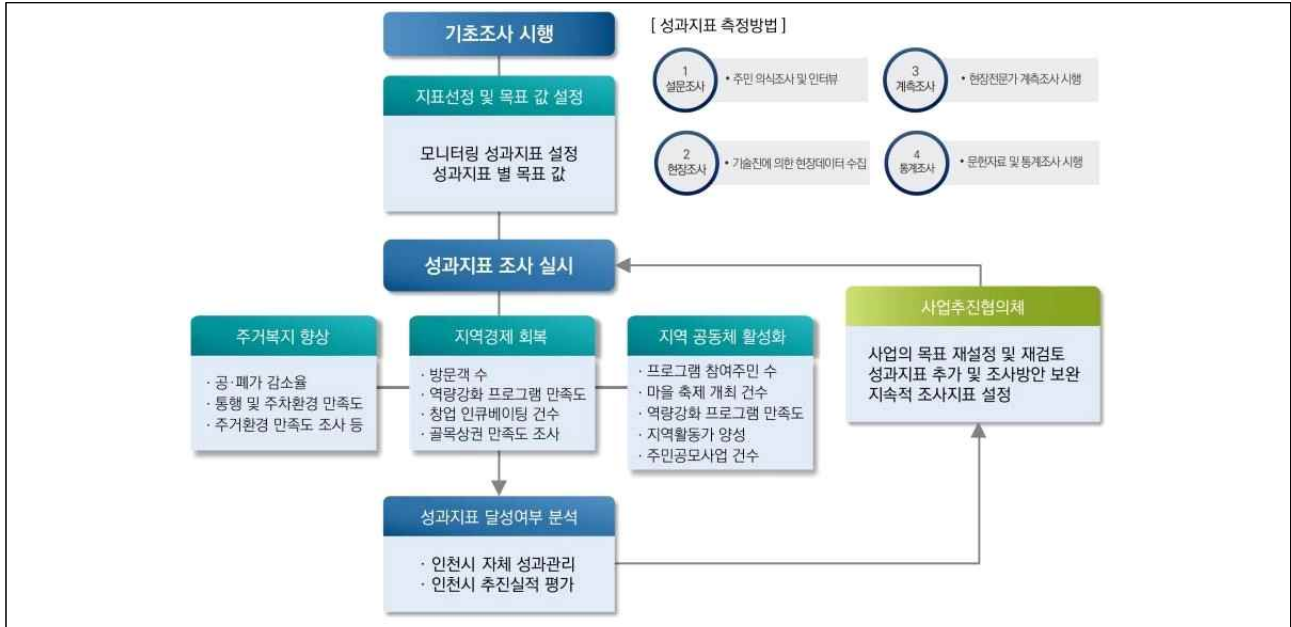 기초조사 시행
지표선정 및 목표 값 설정
모니터링 성과지표 설정
성과지표 별 목표 값
[ 성과지표 측정방법 ]
1
설문조사
• 주민 의식조사 및 인터뷰
3
계측조사
• 현장전문가 계측조사 시행
2
현장조사
• 기술진에 의한 현장데이터 수집
4
통계조사
• 문헌자료 및 통계조사 시행
성과지표 조사 실시
주거복지 향상
· 공·폐가 감소율
· 통행 및 주차환경 만족도
· 주거환경 만족도 조사 등
지역경제 회복
· 방문객 수
· 역량강화 프로그램 만족도
· 창업 인큐베이팅 건수
· 골목상권 만족도 조사
지역 공동체 활성화
· 프로그램 참여주민 수
· 마을 축제 개최 건수
· 역량강화 프로그램 만족도
· 지역활동가 양성
· 주민공모사업 건수
사업추진협의체
사업의 목표 재설정 및 재검토
성과지표 추가 및 조사방안 보완
지속적 조사지표 설정
성과지표 달성여부 분석
· 인천시 자체 성과관리
· 인천시 추진실적 평가